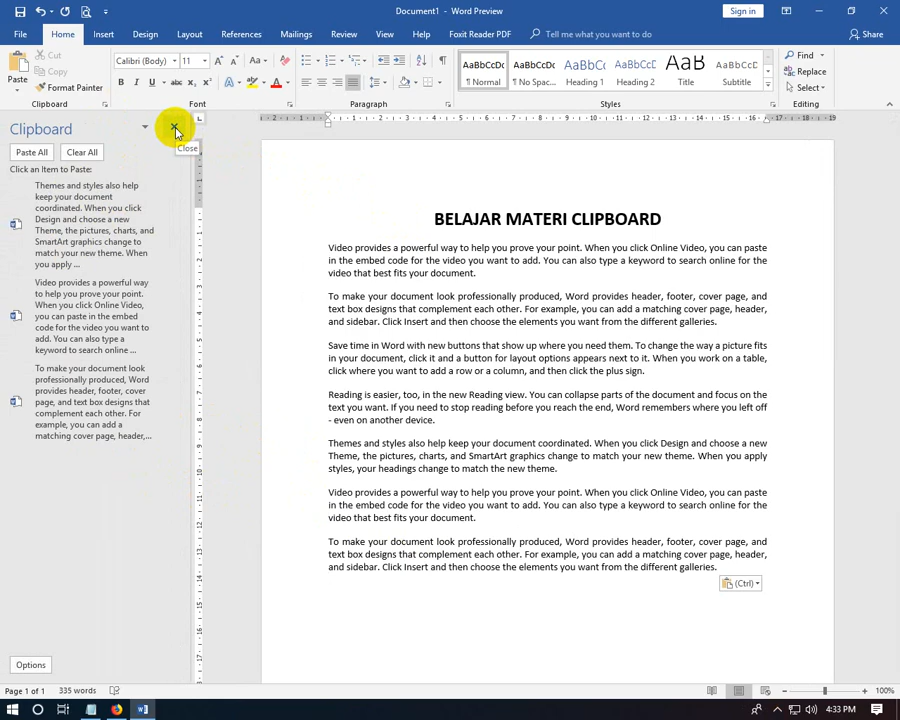 Document1 - Word Preview
Sign in
File Home Insert Design Layout References Mailings Review View Help Foxit Reader PDF Tell me what you want to do Share
Paste
Cut
Copy
Format Painter
Calibri (Body) 11
AaBbCcDc AaBbCcDc AaBbCc AaBbCcD AaB AaBbCcD
¶ Normal ¶ No Spac... Heading 1 Heading 2 Title Subtitle
Find
Replace
Select
Clipboard Font Paragraph Styles Editing
Clipboard
Close
Paste All Clear All
Click an Item to Paste:
Themes and styles also help
keep your document
coordinated. When you click
Design and choose a new
Theme, the pictures, charts, and
SmartArt graphics change to
match your new theme. When
you apply ...
Video provides a powerful way
to help you prove your point.
When you click Online Video,
you can paste in the embed
code for the video you want to
add. You can also type a
keyword to search online ...
To make your document look
professionally produced, Word
provides header, footer, cover
page, and text box designs that
complement each other. For
example, you can add a
matching cover page, header,...
Options
BELAJAR MATERI CLIPBOARD
Video provides a powerful way to help you prove your point. When you click Online Video, you can paste
in the embed code for the video you want to add. You can also type a keyword to search online for the
video that best fits your document.
To make your document look professionally produced, Word provides header, footer, cover page, and
text box designs that complement each other. For example, you can add a matching cover page, header,
and sidebar. Click Insert and then choose the elements you want from the different galleries.
Save time in Word with new buttons that show up where you need them. To change the way a picture fits
in your document, click it and a button for layout options appears next to it. When you work on a table,
click where you want to add a row or a column, and then click the plus sign.
Reading is easier, too, in the new Reading view. You can collapse parts of the document and focus on the
text you want. If you need to stop reading before you reach the end, Word remembers where you left off
- even on another device.
Themes and styles also help keep your document coordinated. When you click Design and choose a new
Theme, the pictures, charts, and SmartArt graphics change to match your new theme. When you apply
styles, your headings change to match the new theme.
Video provides a powerful way to help you prove your point. When you click Online Video, you can paste
in the embed code for the video you want to add. You can also type a keyword to search online for the
video that best fits your document.
To make your document look professionally produced, Word provides header, footer, cover page, and
text box designs that complement each other. For example, you can add a matching cover page, header,
and sidebar. Click Insert and then choose the elements you want from the different galleries.
(Ctrl)
Page 1 of 1 335 words
100%
4:33 PM